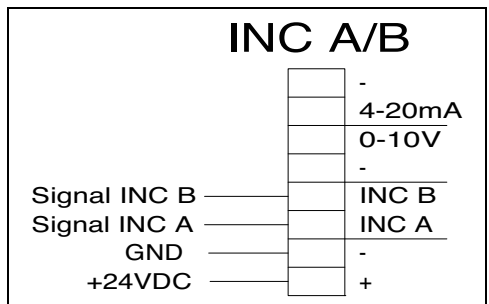 INC A/B
-
4-20mA
0-10V
-
Signal INC B INC B
Signal INC A INC A
GND -
+24VDC +